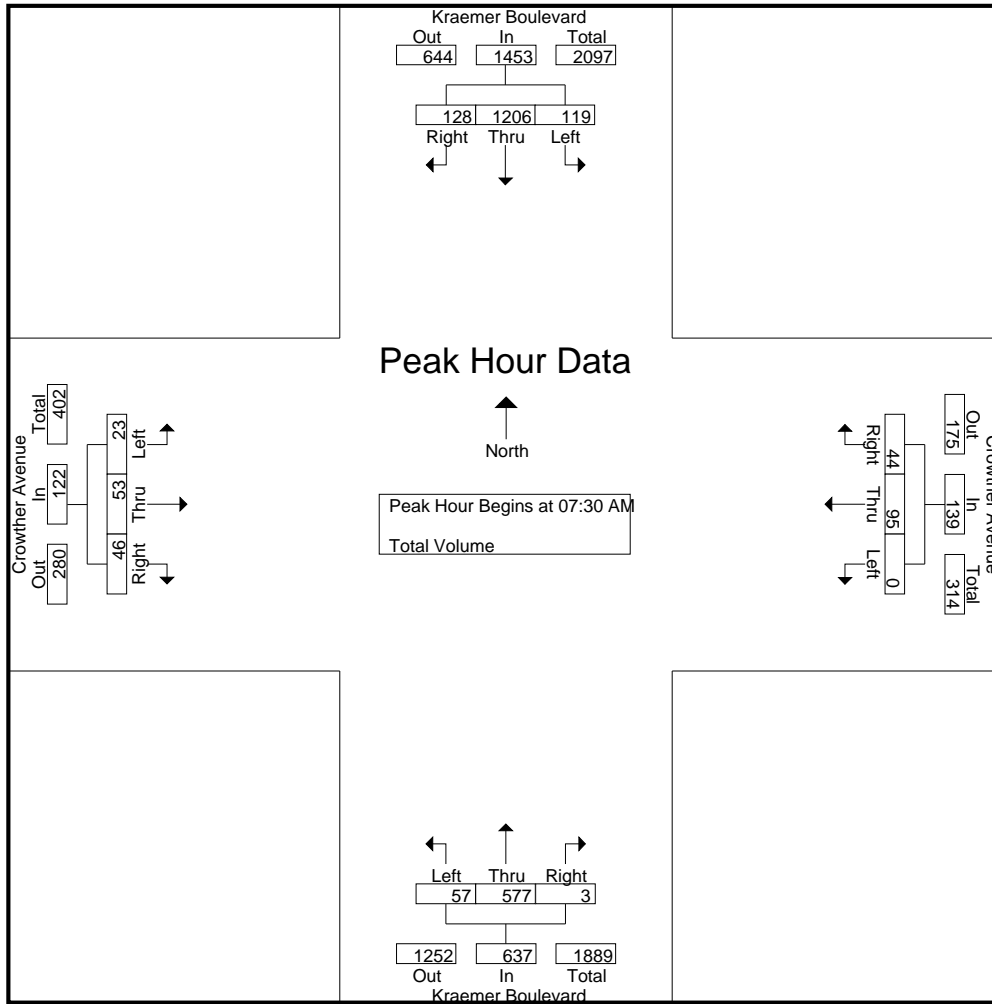 Kraemer Boulevard
Out In Total
644 1453 2097
128 1206 119
Right Thru Left
Peak Hour Data
North
Peak Hour Begins at 07:30 AM
Total Volume
Crowther Avenue
Total In Out
402 122 280
23 53 46
Left Thru Right
Crowther Avenue
Out In Total
175 139 314
44 95 0
Right Thru Left
Left Thru Right
57 577 3
1252 637 1889
Out In Total
Kraemer Boulevard